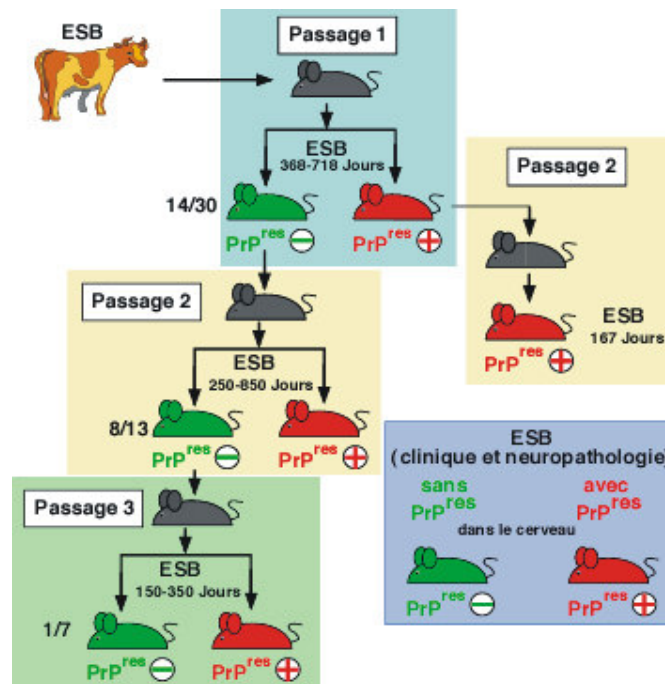 ESB
Passage 1
ESB
368-718 Jours
14/30
PrPres
PrPres
Passage 2
ESB
167 Jours
PrPres
Passage 2
ESB
250-850 Jours
8/13
PrPres
PrPres
Passage 3
ESB
150-350 Jours
1/7
PrPres
PrPres
ESB
(clinique et neuropathologie)
sans
PrPres
avec
PrPres
dans le cerveau
PrPres
PrPres